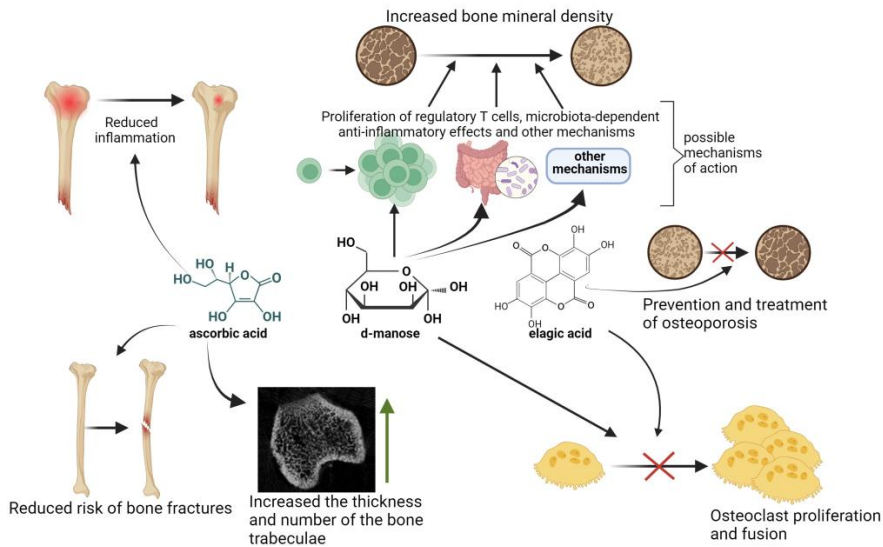 Increased bone mineral density
Reduced
inflammation
Proliferation of regulatory T cells, microbiota-dependent
anti-inflammatory effects and other mechanisms
other
mechanisms
possible
mechanisms
of action
HO
HO
H
O
O
HO
OH
ascorbic acid
HO
O
OH
OH
OH
HO
OH
d-manose
OH
O
O
OH
HO
O
O
OH
elagic acid
Prevention and treatment
of osteoporosis
Reduced risk of bone fractures
Increased the thickness
and number of the bone
trabeculae
Osteoclast proliferation
and fusion